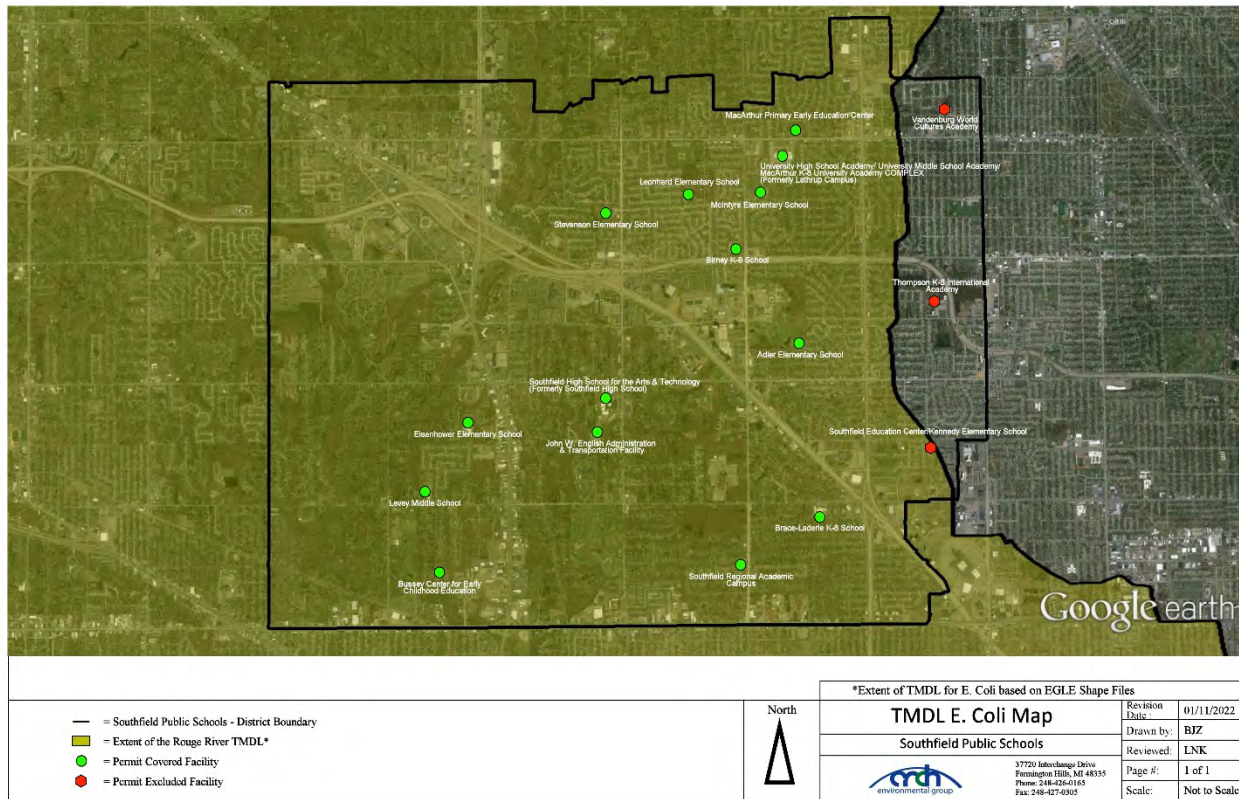 MacArthur Primary Early Education Center
Vandenburg World
Cultures Academy
University High School Academy/ University Middle School Academy/
MacArthur K-8 University Academy COMPLEX
(Formerly Lathrup Campus)
Leonhard Elementary School
McIntyre Elementary School
Stevenson Elementary School
Birney K-8 School
Thompson K-8 International
Academy
Adler Elementary School
Southfield High School for the Arts & Technology
(Formerly Southfield High School)
Eisenhower Elementary School
John W. English Administration
& Transportation Facility
Southfield Education Center/Kennedy Elementary School
Levey Middle School
Brace-Lederle K-8 School
Bussey Center for Early
Childhood Education
Southfield Regional Academic
Campus
Google earth
= Southfield Public Schools - District Boundary
= Extent of the Rouge River TMDL*
= Permit Covered Facility
= Permit Excluded Facility
North
*Extent of TMDL for E. Coli based on EGLE Shape Files
TMDL E. Coli Map
Southfield Public Schools
arch
environmental group
37720 Interchange Drive
Farmington Hills, MI 48335
Phone: 248-426-0165
Fax: 248-427-0305
Revision Date : 01/11/2022
Drawn by: BJZ
Reviewed: LNK
Page #: 1 of 1
Scale: Not to Scale